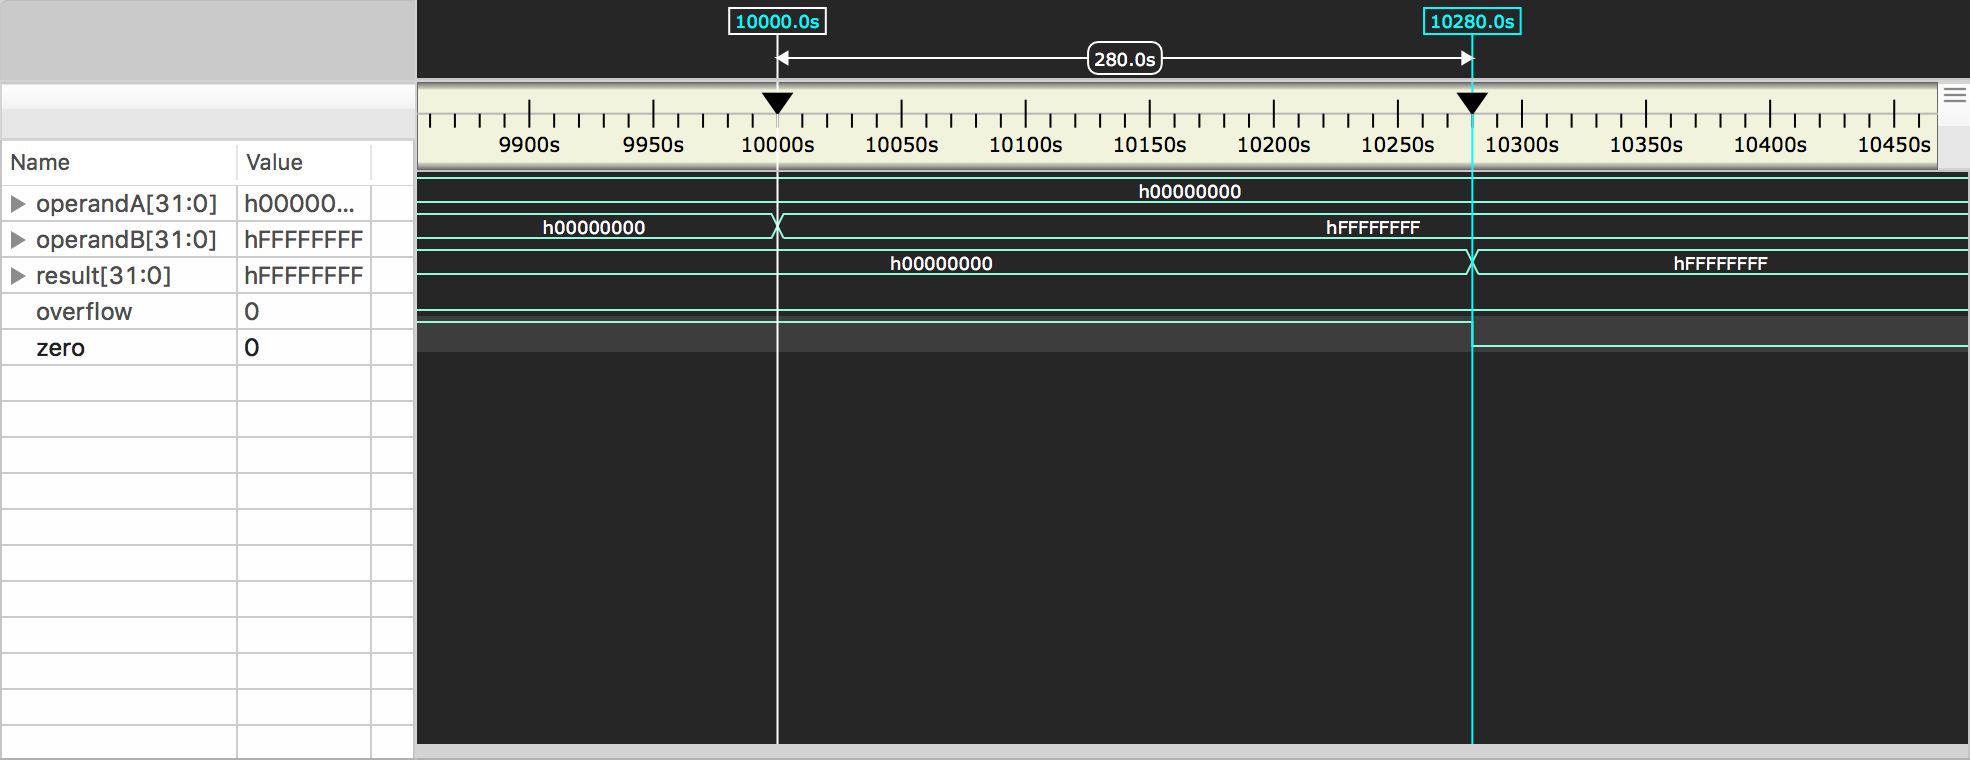 10000.0s 10280.0s
280.0s
9900s 9950s 10000s 10050s 10100s 10150s 10200s 10250s 10300s 10350s 10400s 10450s
Name Value
operandA[31:0] h00000... h00000000
operandB[31:0] hFFFFFFFF h00000000 hFFFFFFFF
result[31:0] hFFFFFFFF h00000000 hFFFFFFFF
overflow 0
zero 0